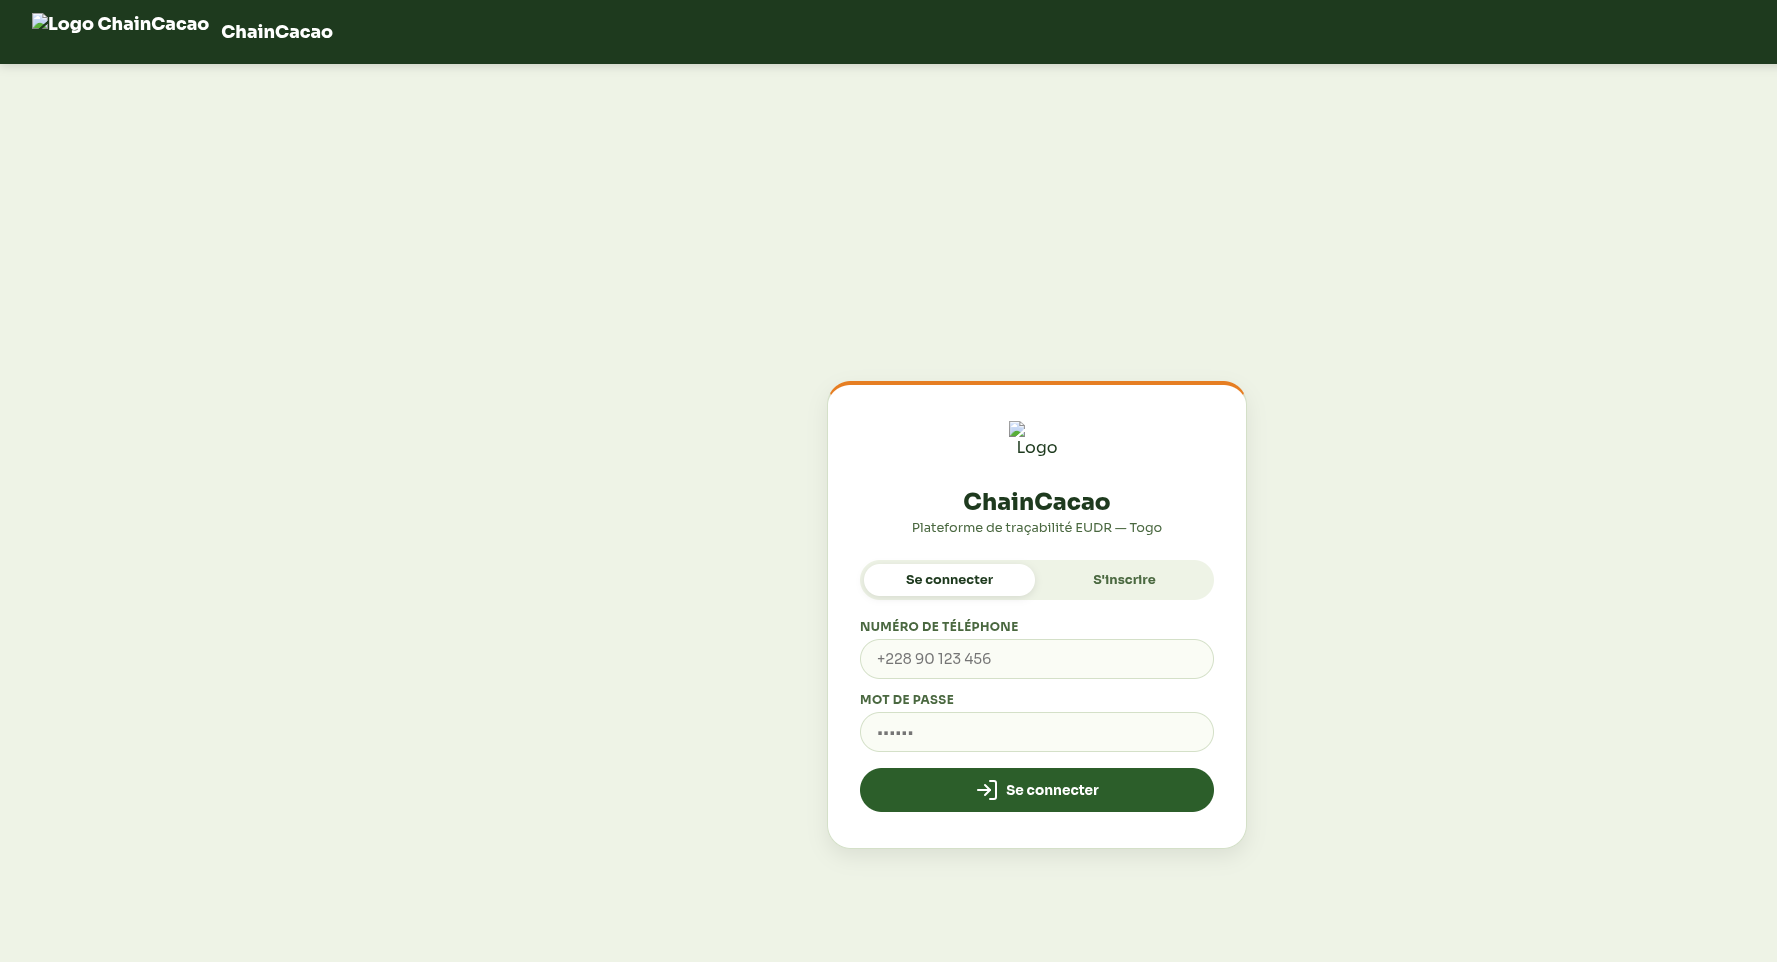 Logo ChainCacao ChainCacao
Logo
ChainCacao
Plateforme de traçabilité EUDR — Togo
Se connecter S'inscrire
NUMÉRO DE TÉLÉPHONE
+228 90 123 456
MOT DE PASSE
••••••
Se connecter